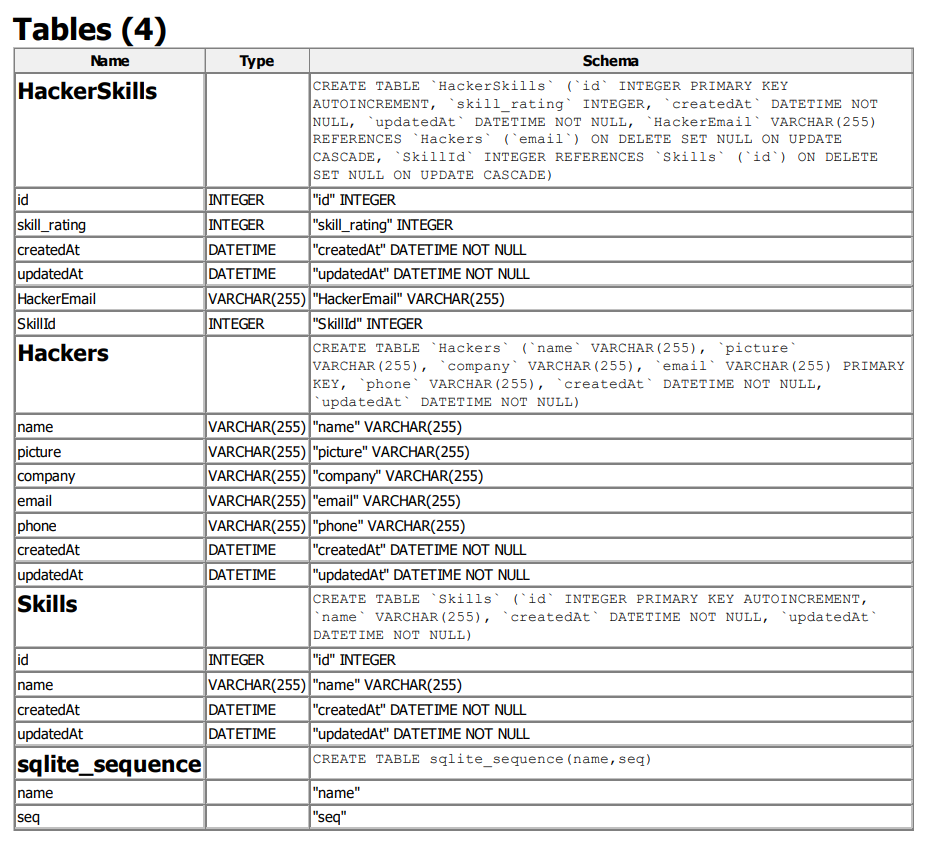 Tables (4)
Name Type Schema
HackerSkills
CREATE TABLE `HackerSkills` (`id` INTEGER PRIMARY KEY
AUTOINCREMENT, `skill_rating` INTEGER, `createdAt` DATETIME NOT
NULL, `updatedAt` DATETIME NOT NULL, `HackerEmail` VARCHAR(255)
REFERENCES `Hackers` (`email`) ON DELETE SET NULL ON UPDATE
CASCADE, `SkillId` INTEGER REFERENCES `Skills` (`id`) ON DELETE
SET NULL ON UPDATE CASCADE)
id INTEGER "id" INTEGER
skill_rating INTEGER "skill_rating" INTEGER
createdAt DATETIME "createdAt" DATETIME NOT NULL
updatedAt DATETIME "updatedAt" DATETIME NOT NULL
HackerEmail VARCHAR(255) "HackerEmail" VARCHAR(255)
SkillId INTEGER "SkillId" INTEGER
Hackers
CREATE TABLE `Hackers` (`name` VARCHAR(255), `picture`
VARCHAR(255), `company` VARCHAR(255), `email` VARCHAR(255) PRIMARY
KEY, `phone` VARCHAR(255), `createdAt` DATETIME NOT NULL,
`updatedAt` DATETIME NOT NULL)
name VARCHAR(255) "name" VARCHAR(255)
picture VARCHAR(255) "picture" VARCHAR(255)
company VARCHAR(255) "company" VARCHAR(255)
email VARCHAR(255) "email" VARCHAR(255)
phone VARCHAR(255) "phone" VARCHAR(255)
createdAt DATETIME "createdAt" DATETIME NOT NULL
updatedAt DATETIME "updatedAt" DATETIME NOT NULL
Skills
CREATE TABLE `Skills` (`id` INTEGER PRIMARY KEY AUTOINCREMENT,
`name` VARCHAR(255), `createdAt` DATETIME NOT NULL, `updatedAt`
DATETIME NOT NULL)
id INTEGER "id" INTEGER
name VARCHAR(255) "name" VARCHAR(255)
createdAt DATETIME "createdAt" DATETIME NOT NULL
updatedAt DATETIME "updatedAt" DATETIME NOT NULL
sqlite_sequence
CREATE TABLE sqlite_sequence(name,seq)
name "name"
seq "seq"